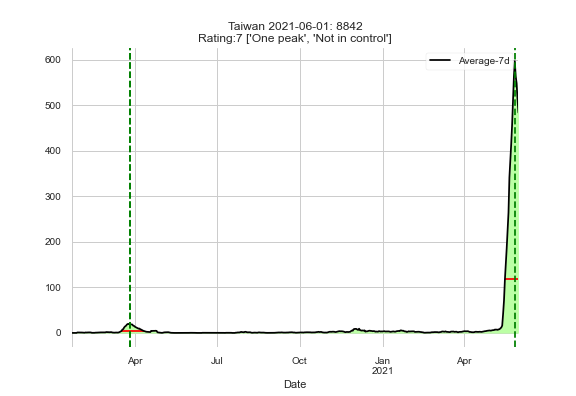 Taiwan 2021-06-01: 8842
Rating:7 ['One peak', 'Not in control']
Average-7d
600
500
400
300
200
100
0
Apr
Jul
Oct
Jan
2021
Apr
Date